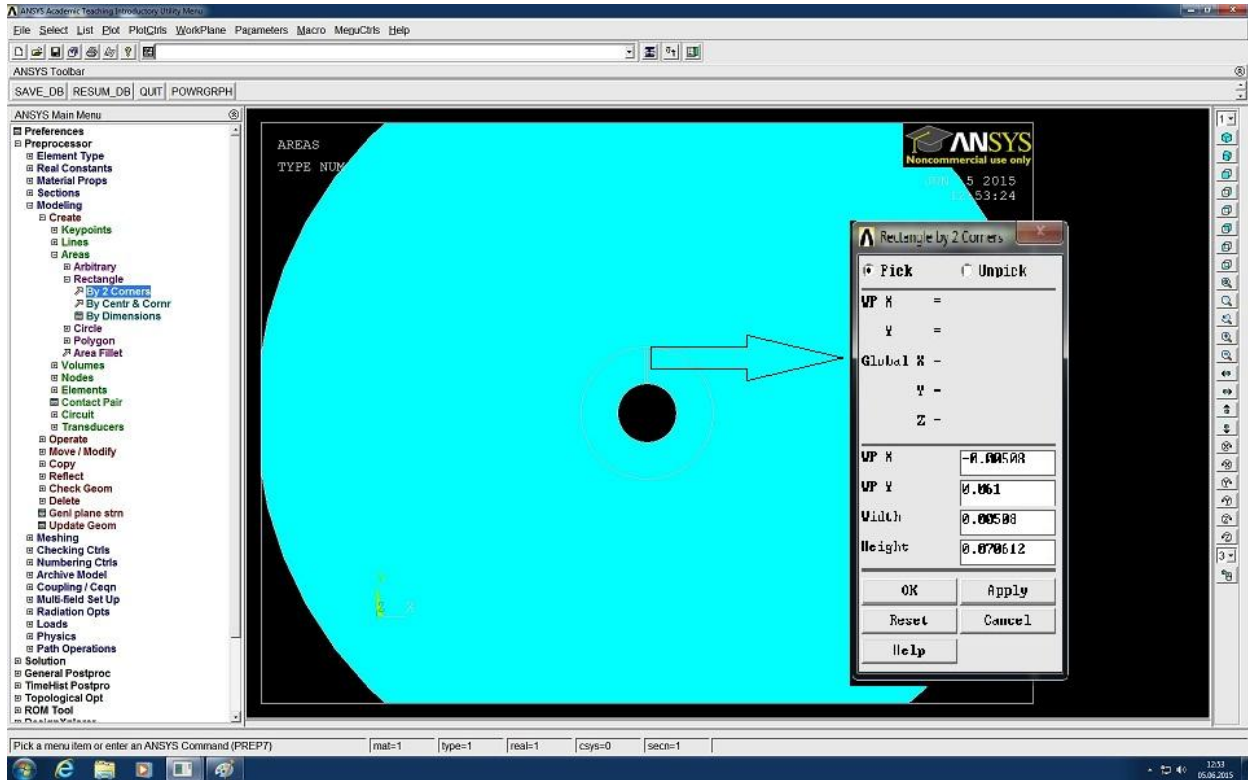 ANSYS Academic Teaching Introductory Utility Menu
File Select List Plot PlotCtrls WorkPlane Parameters Macro MenuCtrls Help
ANSYS Toolbar
SAVE_DB RESUM_DB QUIT POWRGRPH
ANSYS Main Menu
Preferences
Preprocessor
Element Type
Real Constants
Material Props
Sections
Modeling
Create
Keypoints
Lines
Areas
Arbitrary
Rectangle
By 2 Corners
By Centr & Cornr
By Dimensions
Circle
Polygon
Area Fillet
Volumes
Nodes
Elements
Contact Pair
Circuit
Transducers
Operate
Move / Modify
Copy
Reflect
Check Geom
Delete
Genl plane strn
Update Geom
Meshing
Checking Ctrls
Numbering Ctrls
Archive Model
Coupling / Ceqn
Multi-field Set Up
Radiation Opts
Loads
Physics
Path Operations
Solution
General Postproc
TimeHist Postpro
Topological Opt
ROM Tool
AREAS
TYPE NUM
ANSYS
Noncommercial use only
JUN 5 2015
12:53:24
Y
Z X
Rectangle by 2 Corners
Pick Unpick
WP X =
Y =
Global X =
Y =
Z =
WP X -0.00508
WP Y 0.061
Width 0.00508
Height 0.070612
OK Apply
Reset Cancel
Help
1
3
Pick a menu item or enter an ANSYS Command (PREP7)
mat=1 type=1 real=1 csys=0 secn=1
12:53
05.06.2015